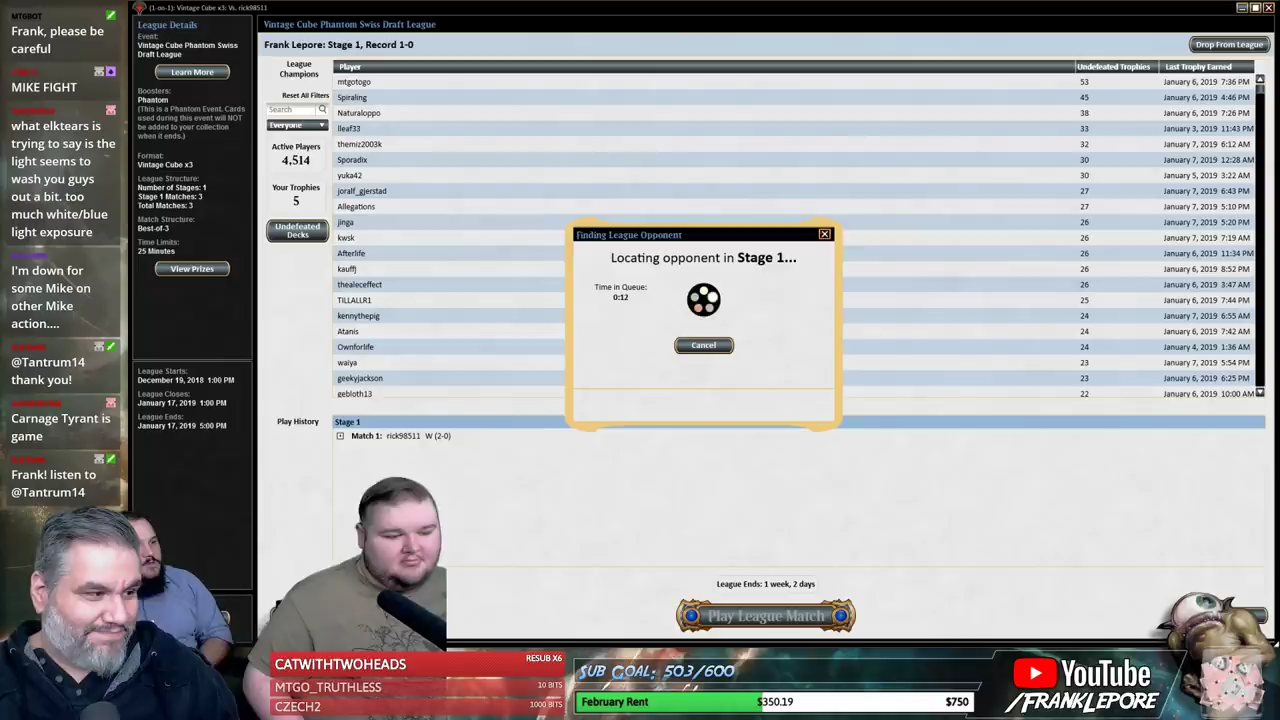 (1-on-1): Vintage Cube x3: Vs. rick98511
MTGBOT
Frank, please be
careful
MIKE FIGHT
what elktears is
trying to say is the
light seems to
wash you guys
out a bit. too
much white/blue
light exposure
I'm down for
some Mike on
other Mike
action....
@Tantrum14
thank you!
Carnage Tyrant is
game
Frank! listen to
@Tantrum14
League Details
Event:
Vintage Cube Phantom Swiss
Draft League
Learn More
Boosters:
Phantom
(This is a Phantom Event. Cards
used during this event will NOT
be added to your collection
when it ends.)
Format:
Vintage Cube x3
League Structure:
Number of Stages: 1
Stage 1 Matches: 3
Total Matches: 3
Match Structure:
Best-of-3
Time Limits:
25 Minutes
View Prizes
League Starts:
December 19, 2018 1:00 PM
League Closes:
January 17, 2019 1:00 PM
League Ends:
January 17, 2019 5:00 PM
Vintage Cube Phantom Swiss Draft League
Frank Lepore: Stage 1, Record 1-0
Drop From League
League
Champions
Reset All Filters
Search
Everyone
Active Players
4,514
Your Trophies
5
Undefeated
Decks
Player Undefeated Trophies Last Trophy Earned
mtgotogo 53 January 6, 2019 7:36 PM
Spiraling 45 January 6, 2019 4:46 PM
Naturaloppo 38 January 7, 2019 7:26 PM
lleaf33 33 January 3, 2019 11:43 PM
themiz2003k 32 January 7, 2019 6:12 AM
Sporadix 30 January 7, 2019 12:28 AM
yuka42 30 January 5, 2019 3:22 AM
joralf_gjerstad 27 January 7, 2019 6:43 PM
Allegations 27 January 7, 2019 5:10 PM
jinga 26 January 7, 2019 5:20 PM
kwsk 26 January 7, 2019 7:19 AM
Afterlife 26 January 6, 2019 11:34 PM
kauffj 26 January 6, 2019 8:52 PM
thealeceffect 26 January 6, 2019 3:47 AM
TILLALLR1 25 January 6, 2019 7:44 PM
kennythepig 24 January 7, 2019 6:55 AM
Atanis 24 January 6, 2019 7:42 AM
Ownforlife 24 January 4, 2019 1:36 AM
waiya 23 January 7, 2019 5:54 PM
geekyjackson 23 January 6, 2019 6:25 PM
gebloth13 22 January 6, 2019 10:00 AM
Finding League Opponent
Locating opponent in Stage 1...
Time in Queue:
0:12
Cancel
Play History
Stage 1
Match 1: rick98511 W (2-0)
League Ends: 1 week, 2 days
Play League Match
CATWITHTWOHEADS RESUB X6
MTGO_TRUTHLESS 10 BITS
CZECH2 1000 BITS
SUB GOAL: 503/600
February Rent $350.19 $750
YouTube
/FRANKLEPORE